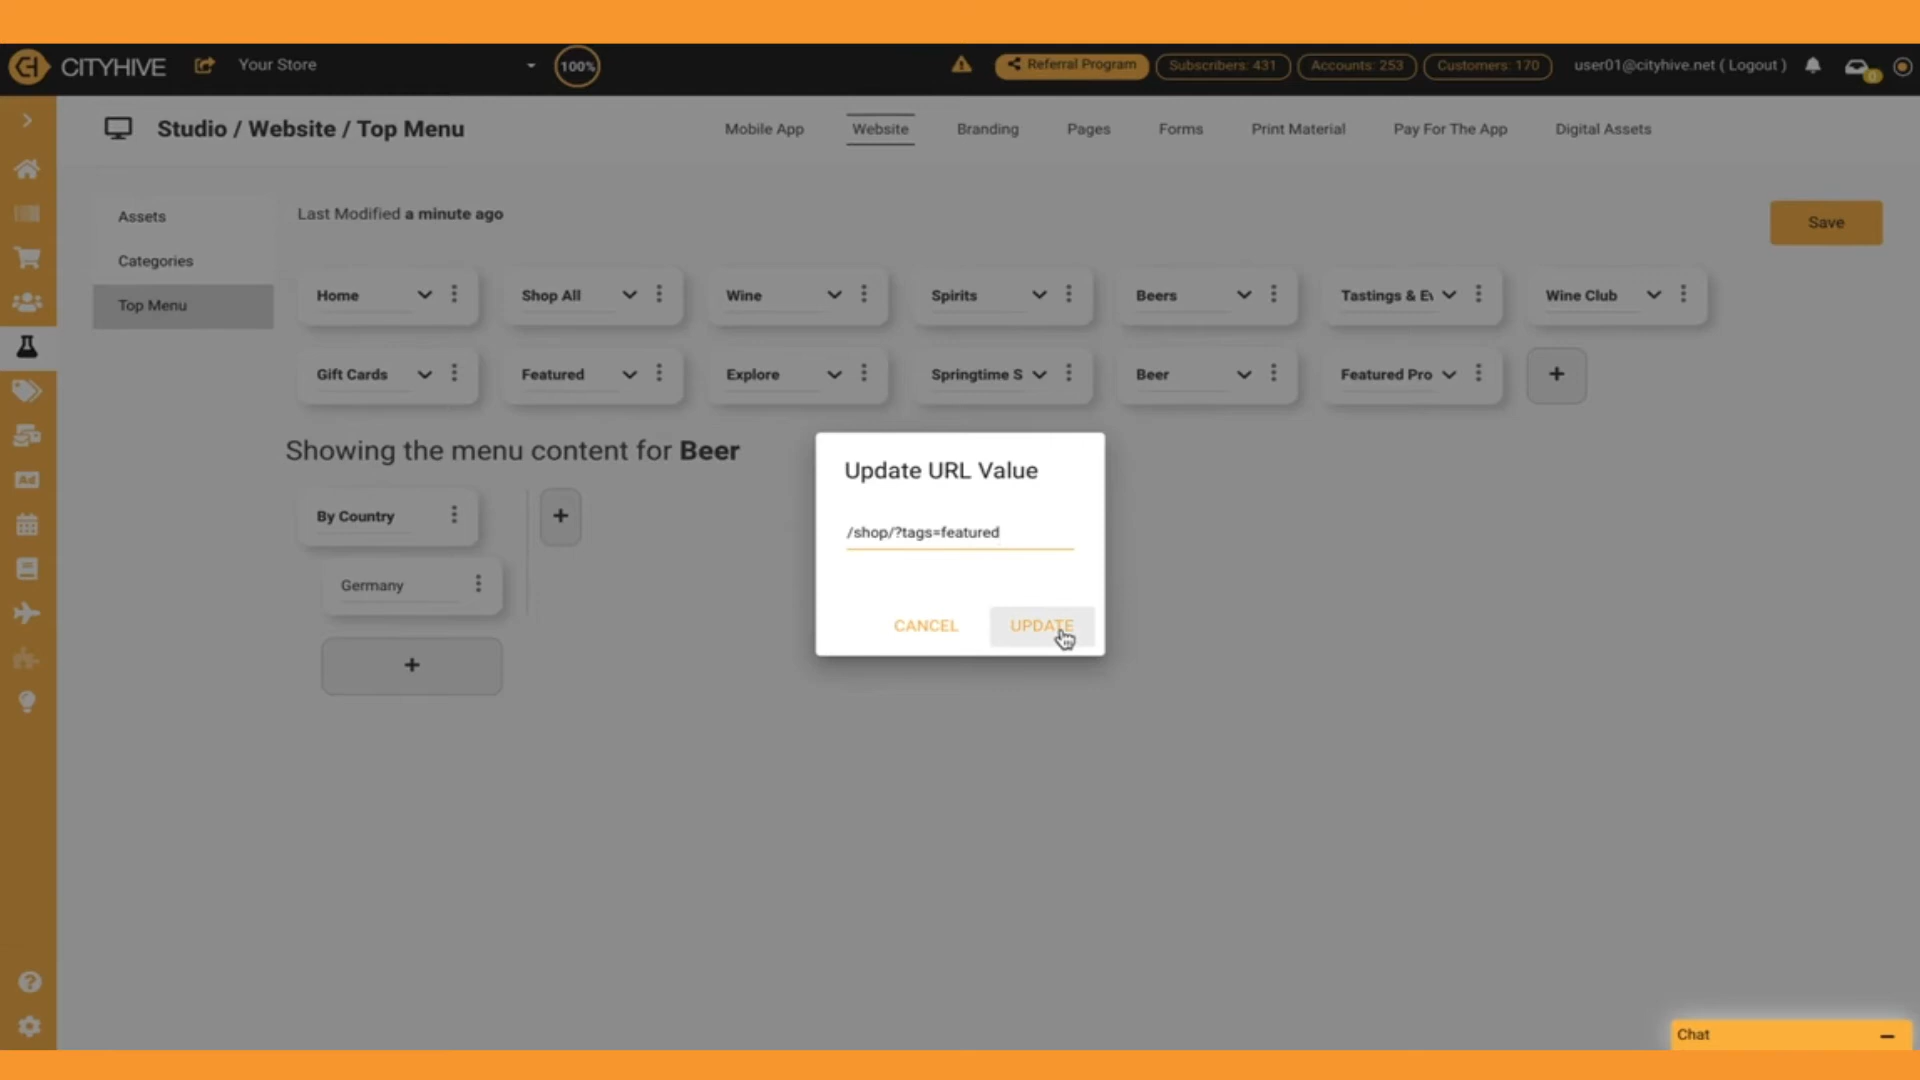 CITYHIVE
Your Store
100%
Referral Program
Subscribers: 431
Accounts: 253
Customers: 170
user01@cityhive.net ( Logout )
0
Studio / Website / Top Menu
Mobile App
Website
Branding
Pages
Forms
Print Material
Pay For The App
Digital Assets
Assets
Categories
Top Menu
Last Modified a minute ago
Save
Home
Shop All
Wine
Spirits
Beers
Tastings & Ev
Wine Club
Gift Cards
Featured
Explore
Springtime S
Beer
Featured Pro
+
Showing the menu content for Beer
By Country
+
Germany
+
Update URL Value
/shop/?tags=featured
CANCEL
UPDATE
Ad
Chat